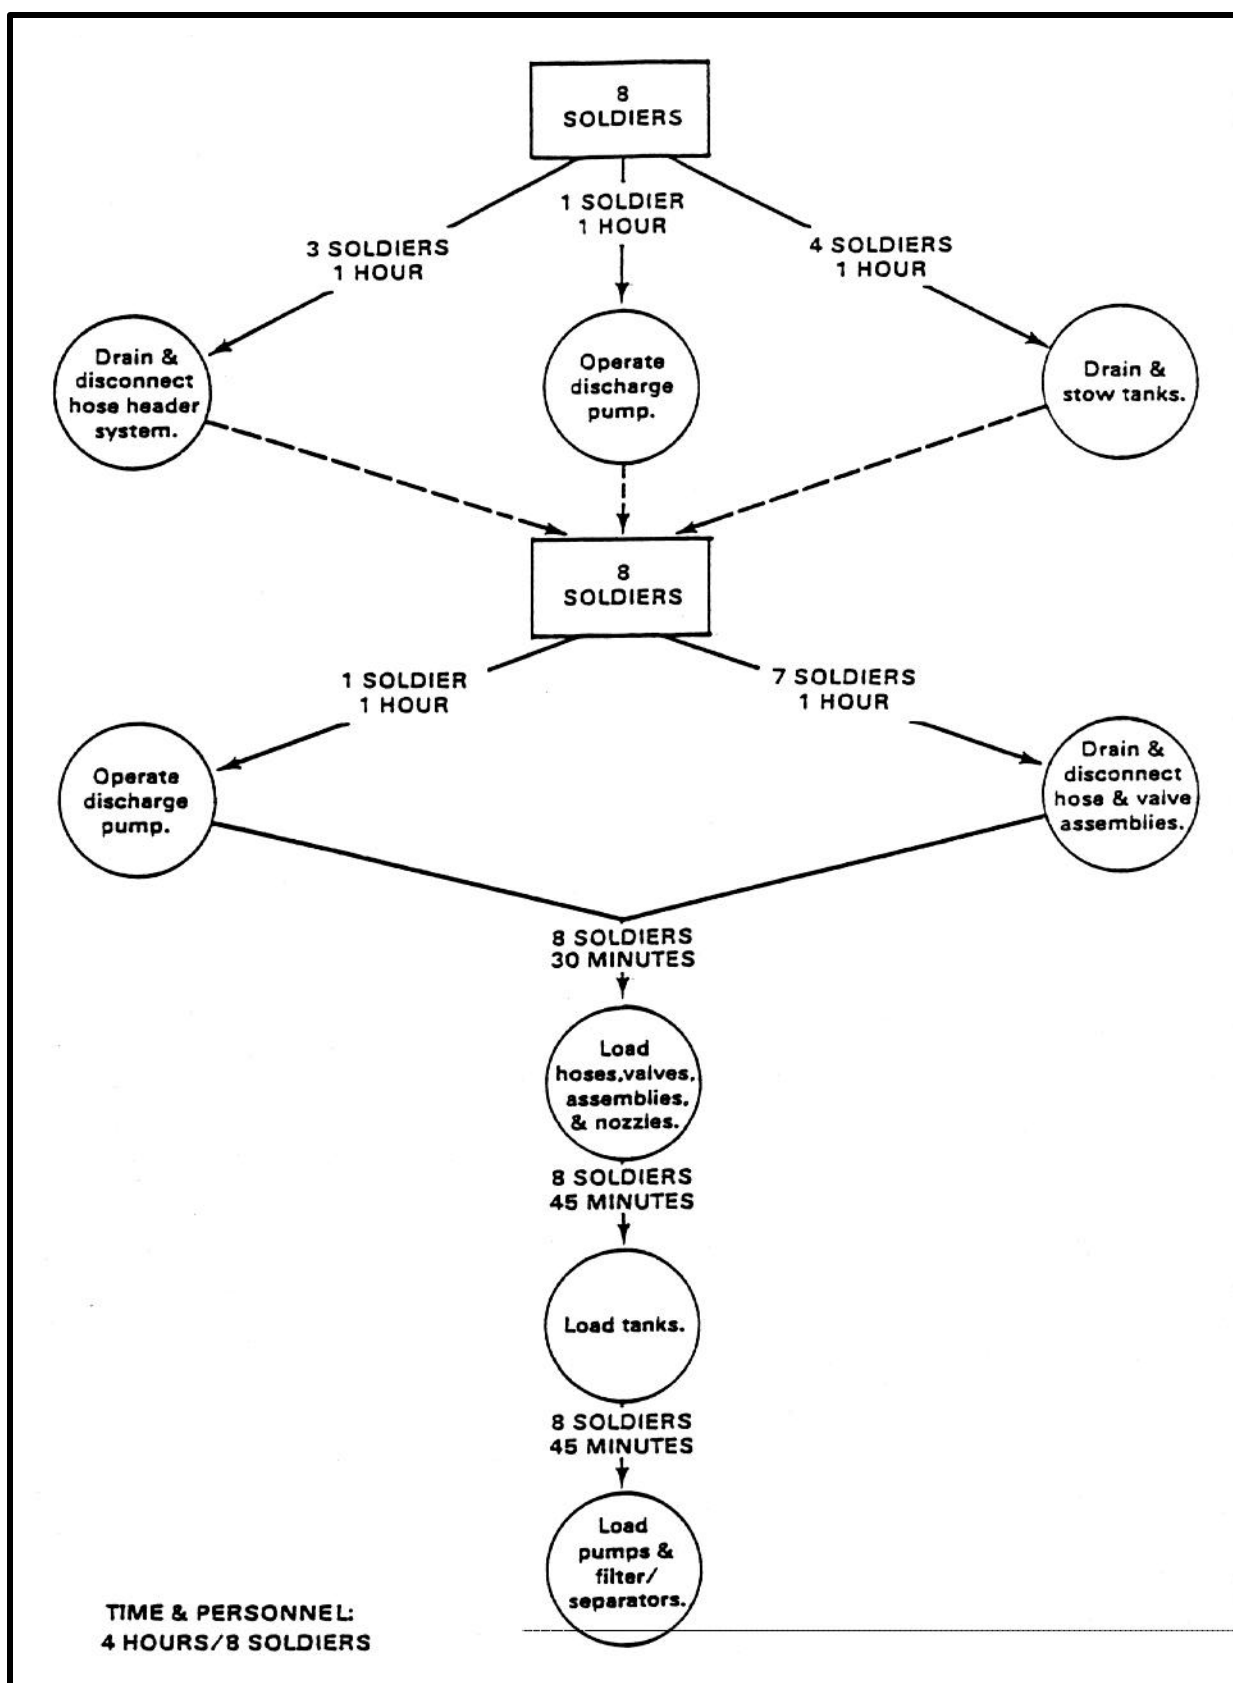 8
SOLDIERS
1 SOLDIER
1 HOUR
3 SOLDIERS
1 HOUR
4 SOLDIERS
1 HOUR
Drain &
disconnect
hose header
system.
Operate
discharge
pump.
Drain &
stow tanks.
8
SOLDIERS
1 SOLDIER
1 HOUR
7 SOLDIERS
1 HOUR
Operate
discharge
pump.
Drain &
disconnect
hose & valve
assemblies.
8 SOLDIERS
30 MINUTES
Load
hoses,valves,
assemblies,
& nozzles.
8 SOLDIERS
45 MINUTES
Load tanks.
8 SOLDIERS
45 MINUTES
Load
pumps &
filter/
separators.
TIME & PERSONNEL:
4 HOURS/8 SOLDIERS